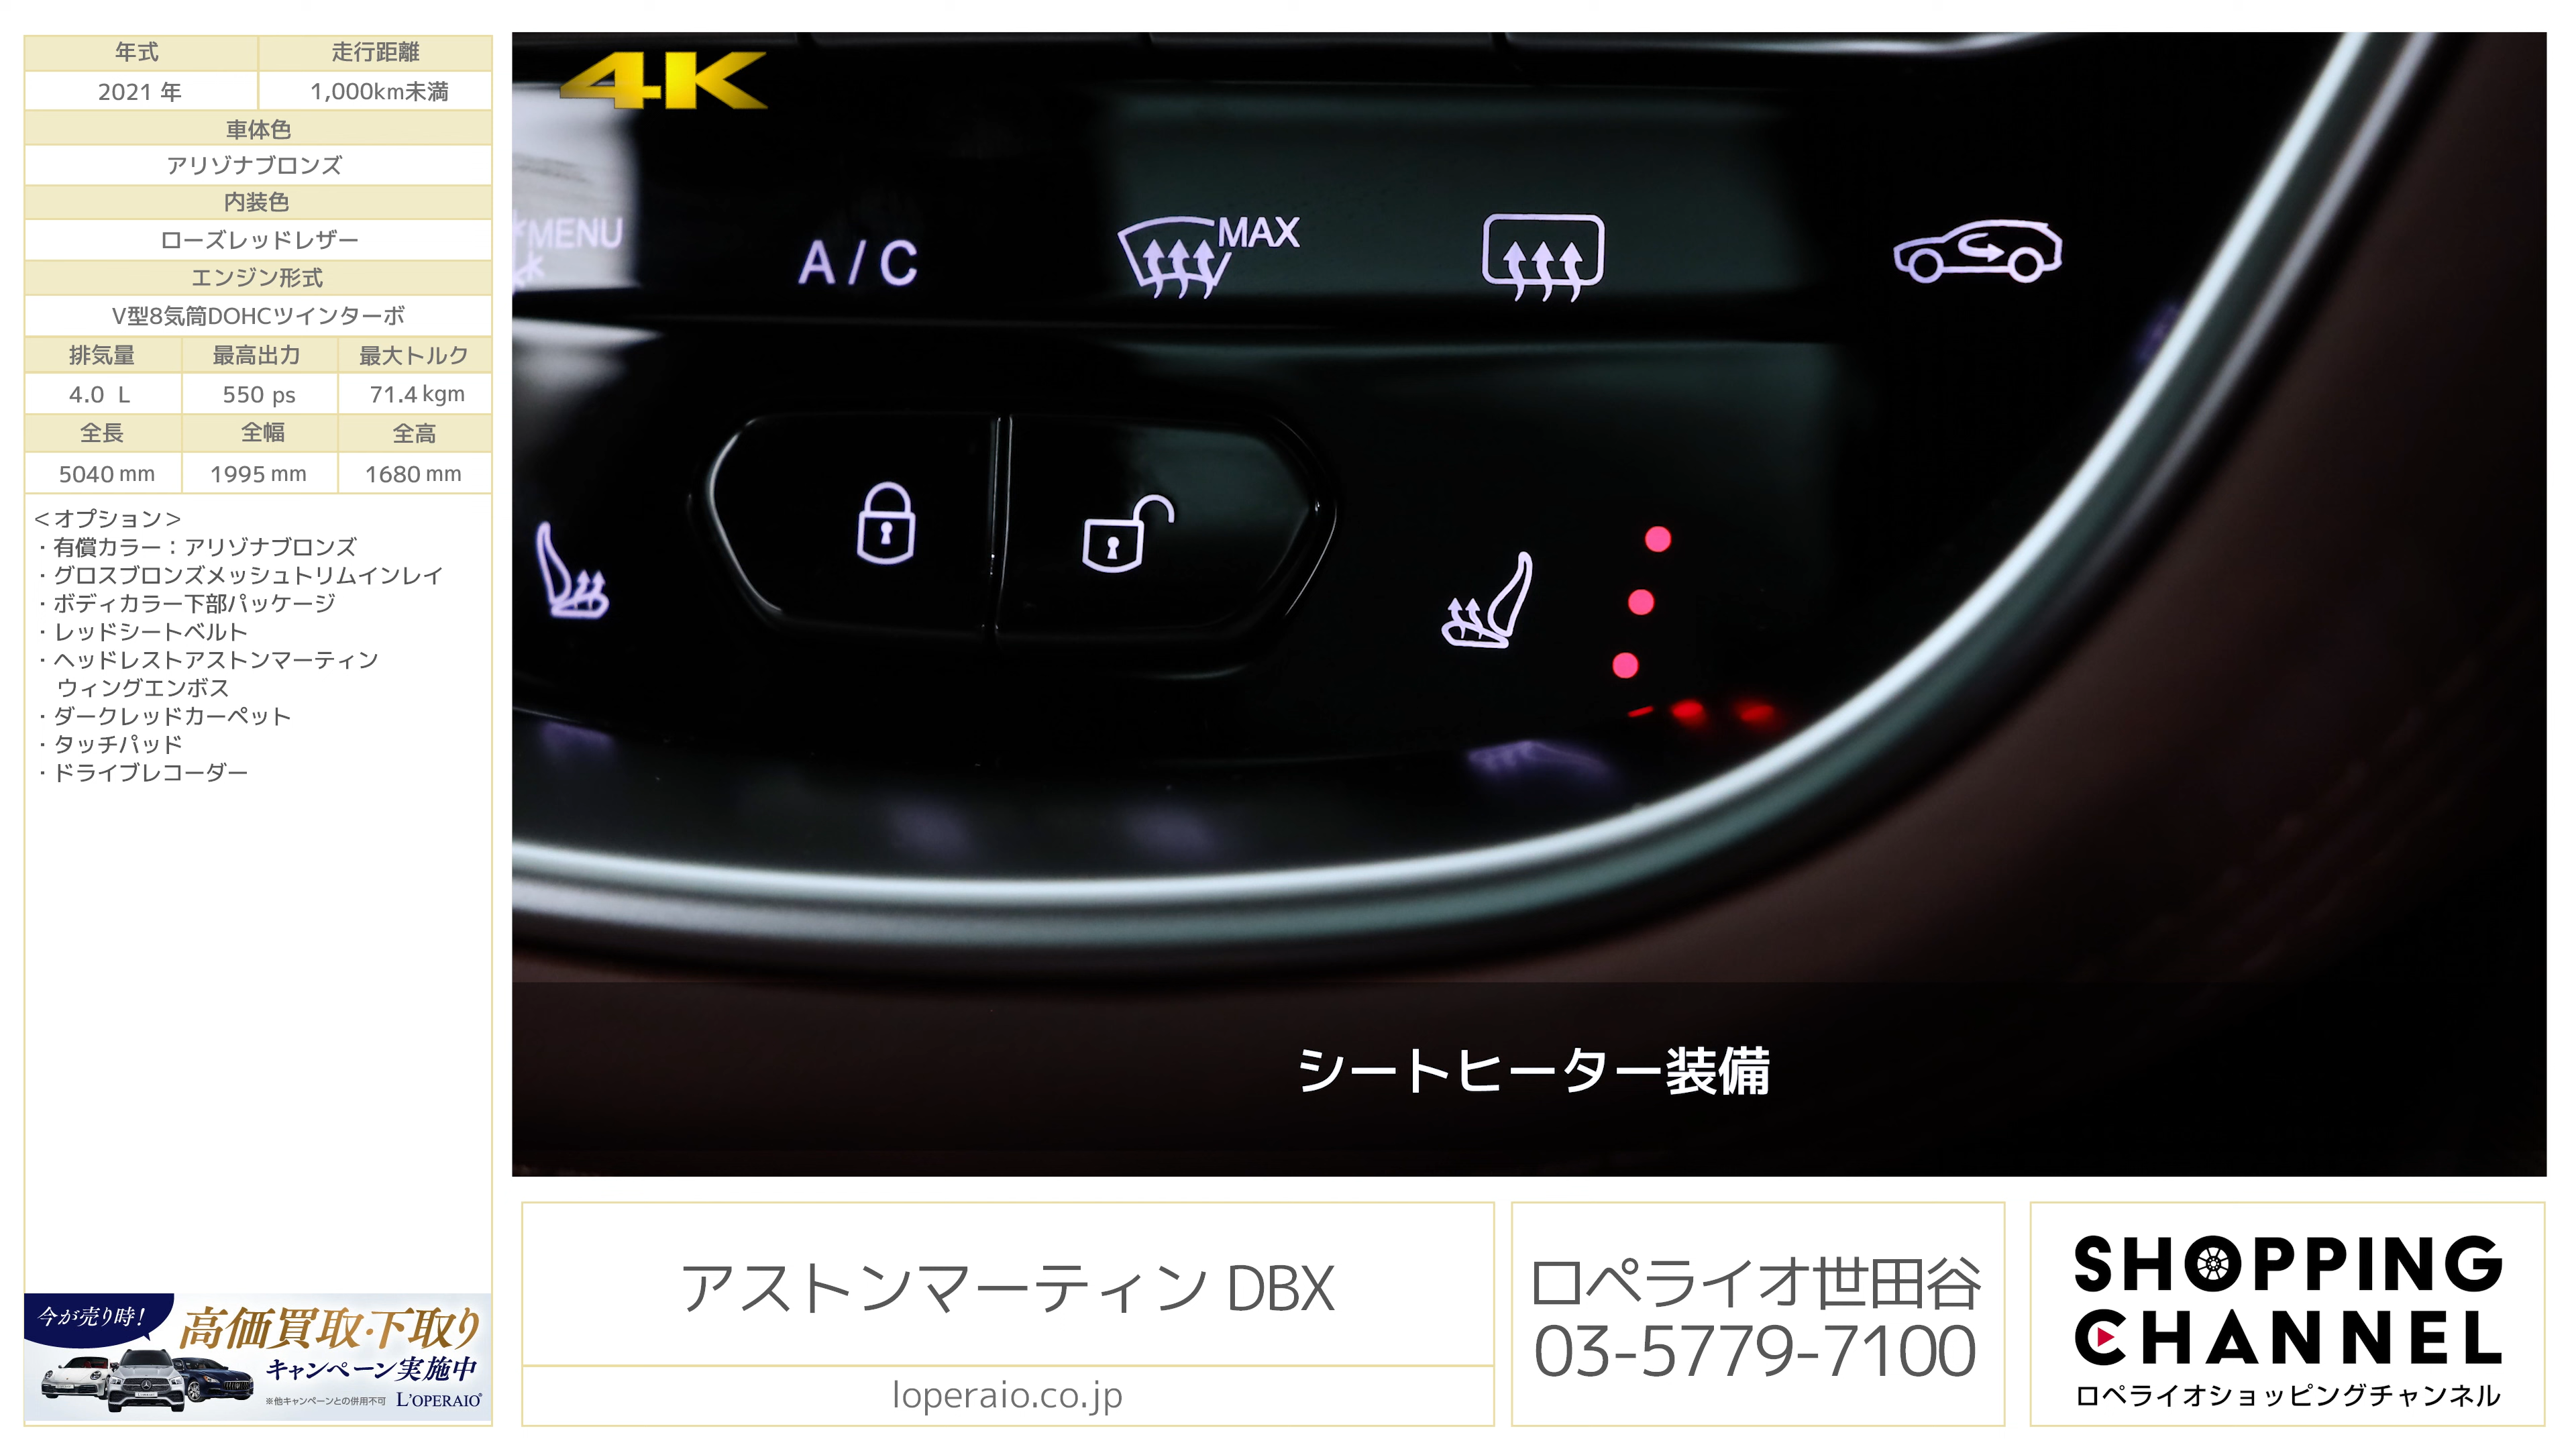 年式 走行距離
2021 年 1,000km未満
車体色
アリゾナブロンズ
内装色
ローズレッドレザー
エンジン形式
V型8気筒DOHCツインターボ
排気量 最高出力 最大トルク
4.0 L 550 ps 71.4 kgm
全長 全幅 全高
5040 mm 1995 mm 1680 mm
＜オプション＞
・有償カラー：アリゾナブロンズ
・グロスブロンズメッシュトリムインレイ
・ボディカラー下部パッケージ
・レッドシートベルト
・ヘッドレストアストンマーティン
ウィングエンボス
・ダークレッドカーペット
・タッチパッド
・ドライブレコーダー
今が売り時！
高価買取・下取り
キャンペーン実施中
※他キャンペーンとの併用不可 L'OPERAIO
4K
MENU
A/C
MAX
シートヒーター装備
アストンマーティン DBX
loperaio.co.jp
ロペライオ世田谷
03-5779-7100
SHOPPING
CHANNEL
ロペライオショッピングチャンネル